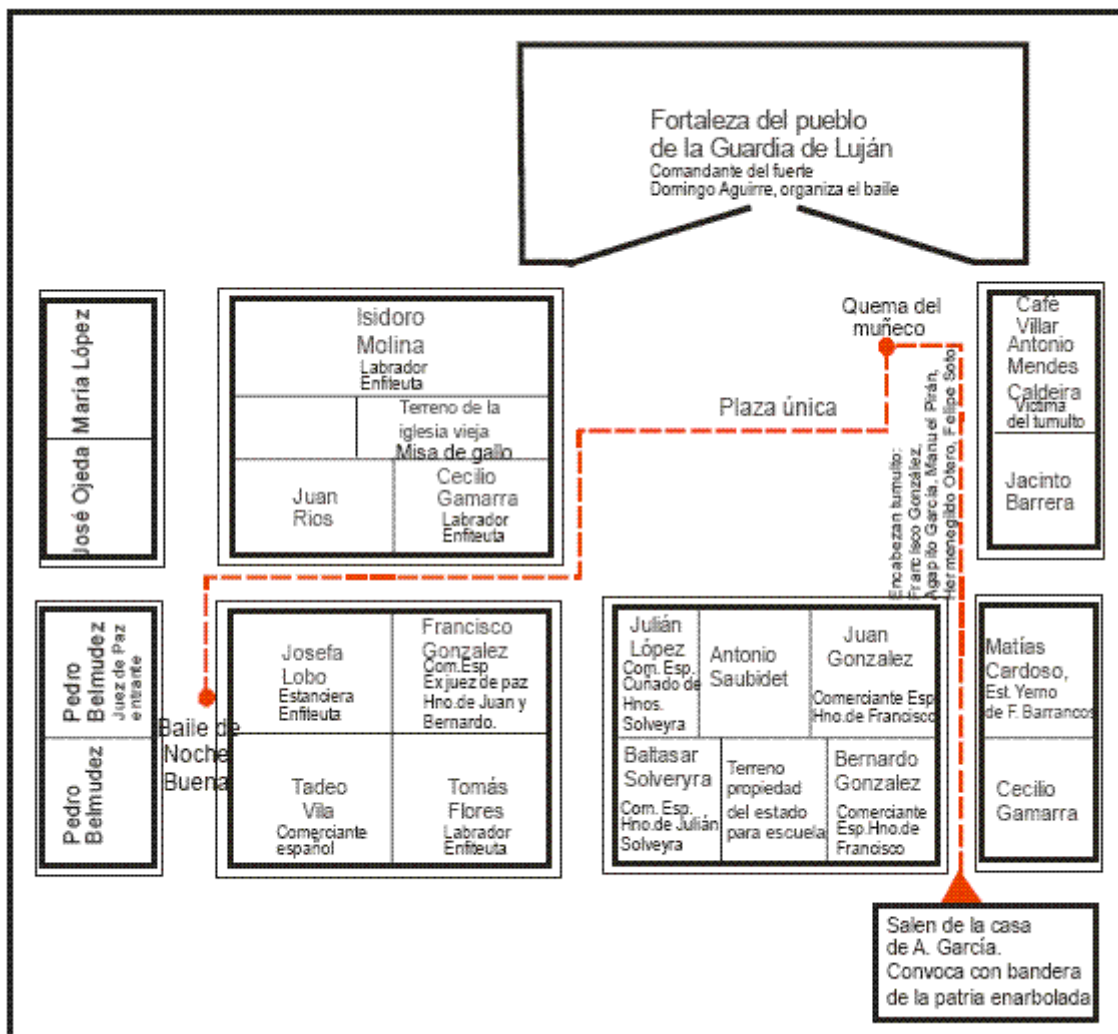 Fortaleza del pueblo
de la Guardia de Luján
Comandante del fuerte
Domingo Aguirre, organiza el baile
María López
José Ojeda
Isidoro
Molina
Labrador
Enfiteuta
Terreno de la
iglesia vieja
Misa de gallo
Juan
Rios
Cecilio
Gamarra
Labrador
Enfiteuta
Plaza única
Quema del
muñeco
Encabezan tumulto:
Francisco González,
Agapito García, Manuel Pirán,
Hermenegildo Otero, Felipe Soto
Café
Villar
Antonio
Mendes
Caldeira
Victima
del tumulto
Jacinto
Barrera
Pedro
Belmudez
Juez de Paz
entrante
Pedro
Belmudez
Baile de
Noche
Buena
Josefa
Lobo
Estanciera
Enfiteuta
Francisco
Gonzalez
Com.Esp
Ex juez de paz
Hno.de Juan y
Bernardo.
Tadeo
Vila
Comerciante
español
Tomás
Flores
Labrador
Enfiteuta
Julián
López
Com. Esp.
Cuñado de
Hnos.
Solveyra
Antonio
Saubidet
Juan
Gonzalez
Comerciante Esp.
Hno.de Francisco
Baltasar
Solveryra
Com. Esp.
Hno.de Julián
Solveyra
Terreno
propiedad
del estado
para escuela
Bernardo
Gonzalez
Comerciante
Esp.Hno.de
Francisco
Matías
Cardoso,
Est. Yerno
de F. Barrancos
Cecilio
Gamarra
Salen de la casa
de A. García.
Convoca con bandera
de la patria enarbolada